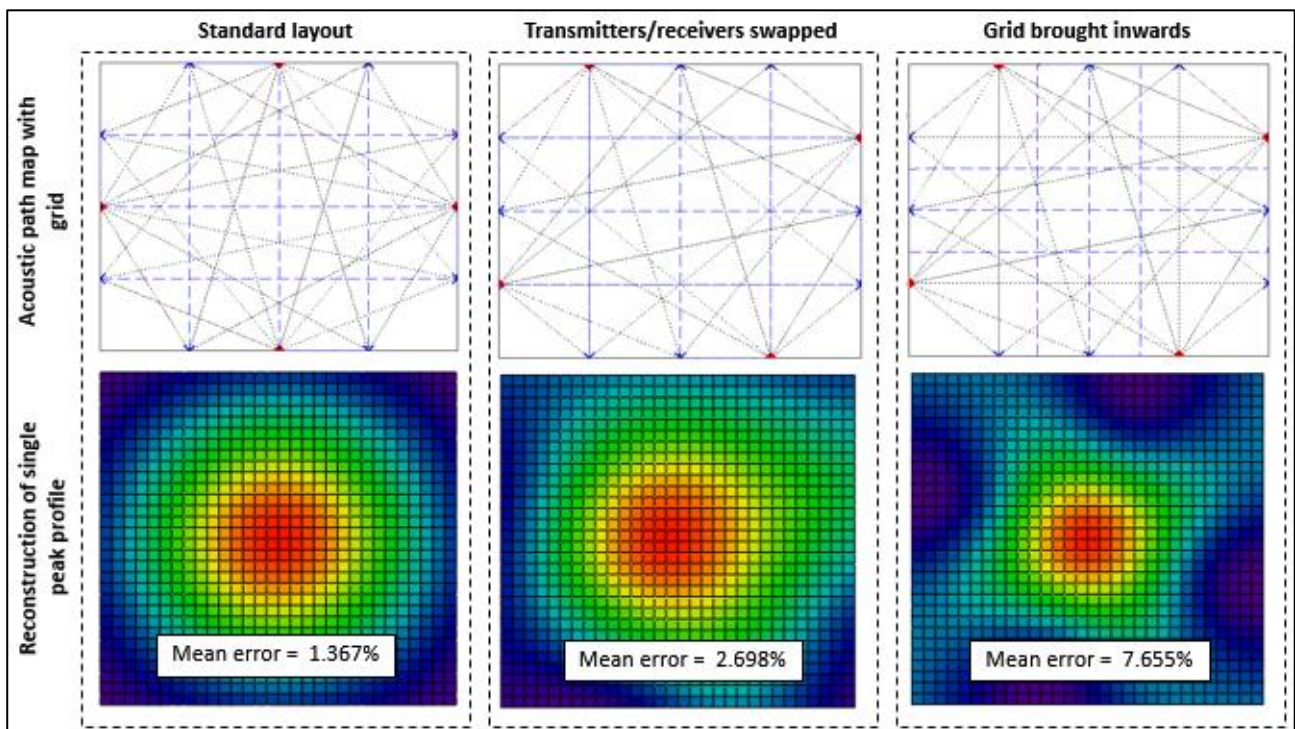 Standard layout
Transmitters/receivers swapped
Grid brought inwards
Acoustic path map with
grid
Reconstruction of single
peak profile
Mean error = 1.367%
Mean error = 2.698%
Mean error = 7.655%